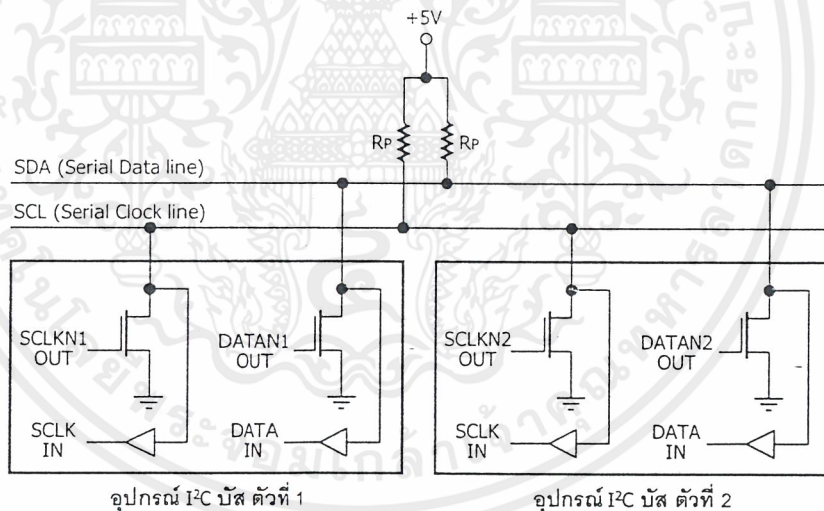 +5V
RP
RP
SDA (Serial Data line)
SCL (Serial Clock line)
SCLKN1
OUT
DATAN1
OUT
SCLK
IN
DATA
IN
SCLKN2
OUT
DATAN2
OUT
SCLK
IN
DATA
IN
อุปกรณ์ I²C บัส ตัวที่ 1
อุปกรณ์ I²C บัส ตัวที่ 2